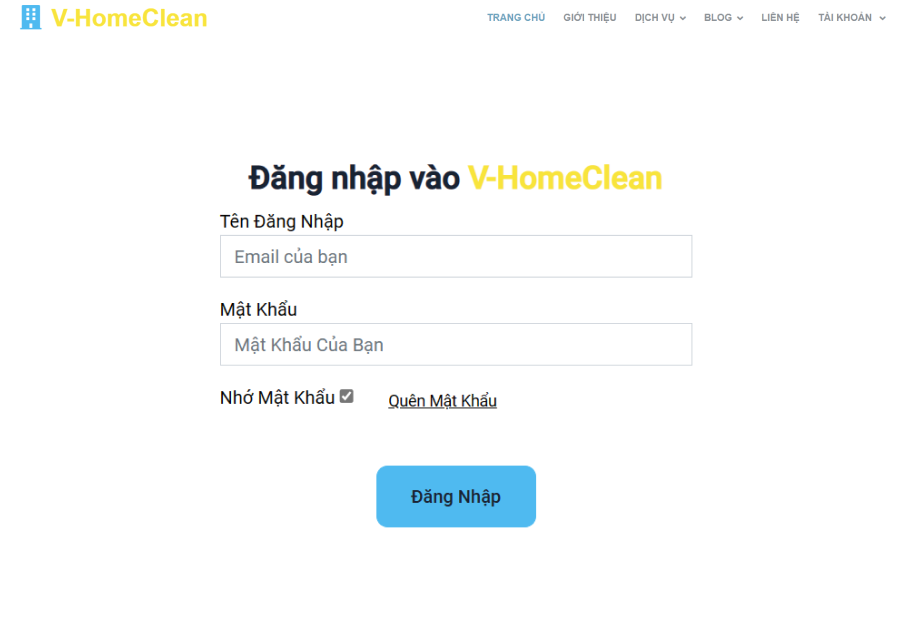 V-HomeClean
TRANG CHỦ GIỚI THIỆU DỊCH VỤ BLOG LIÊN HỆ TÀI KHOẢN
Đăng nhập vào V-HomeClean
Tên Đăng Nhập
Email của bạn
Mật Khẩu
Mật Khẩu Của Bạn
Nhớ Mật Khẩu Quên Mật Khẩu
Đăng Nhập